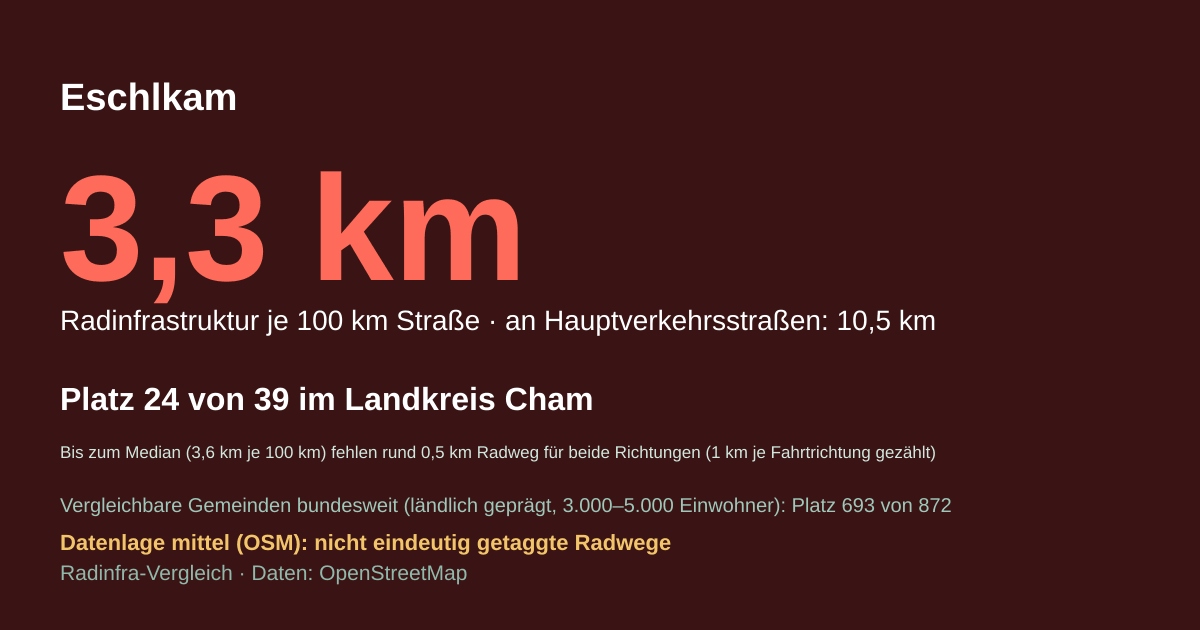 Eschlkam
3,3 km
Radinfrastruktur je 100 km Straße · an Hauptverkehrsstraßen: 10,5 km
Platz 24 von 39 im Landkreis Cham
Bis zum Median (3,6 km je 100 km) fehlen rund 0,5 km Radweg für beide Richtungen (1 km je Fahrtrichtung gezählt)
Vergleichbare Gemeinden bundesweit (ländlich geprägt, 3.000–5.000 Einwohner): Platz 693 von 872
Datenlage mittel (OSM): nicht eindeutig getaggte Radwege
Radinfra-Vergleich · Daten: OpenStreetMap